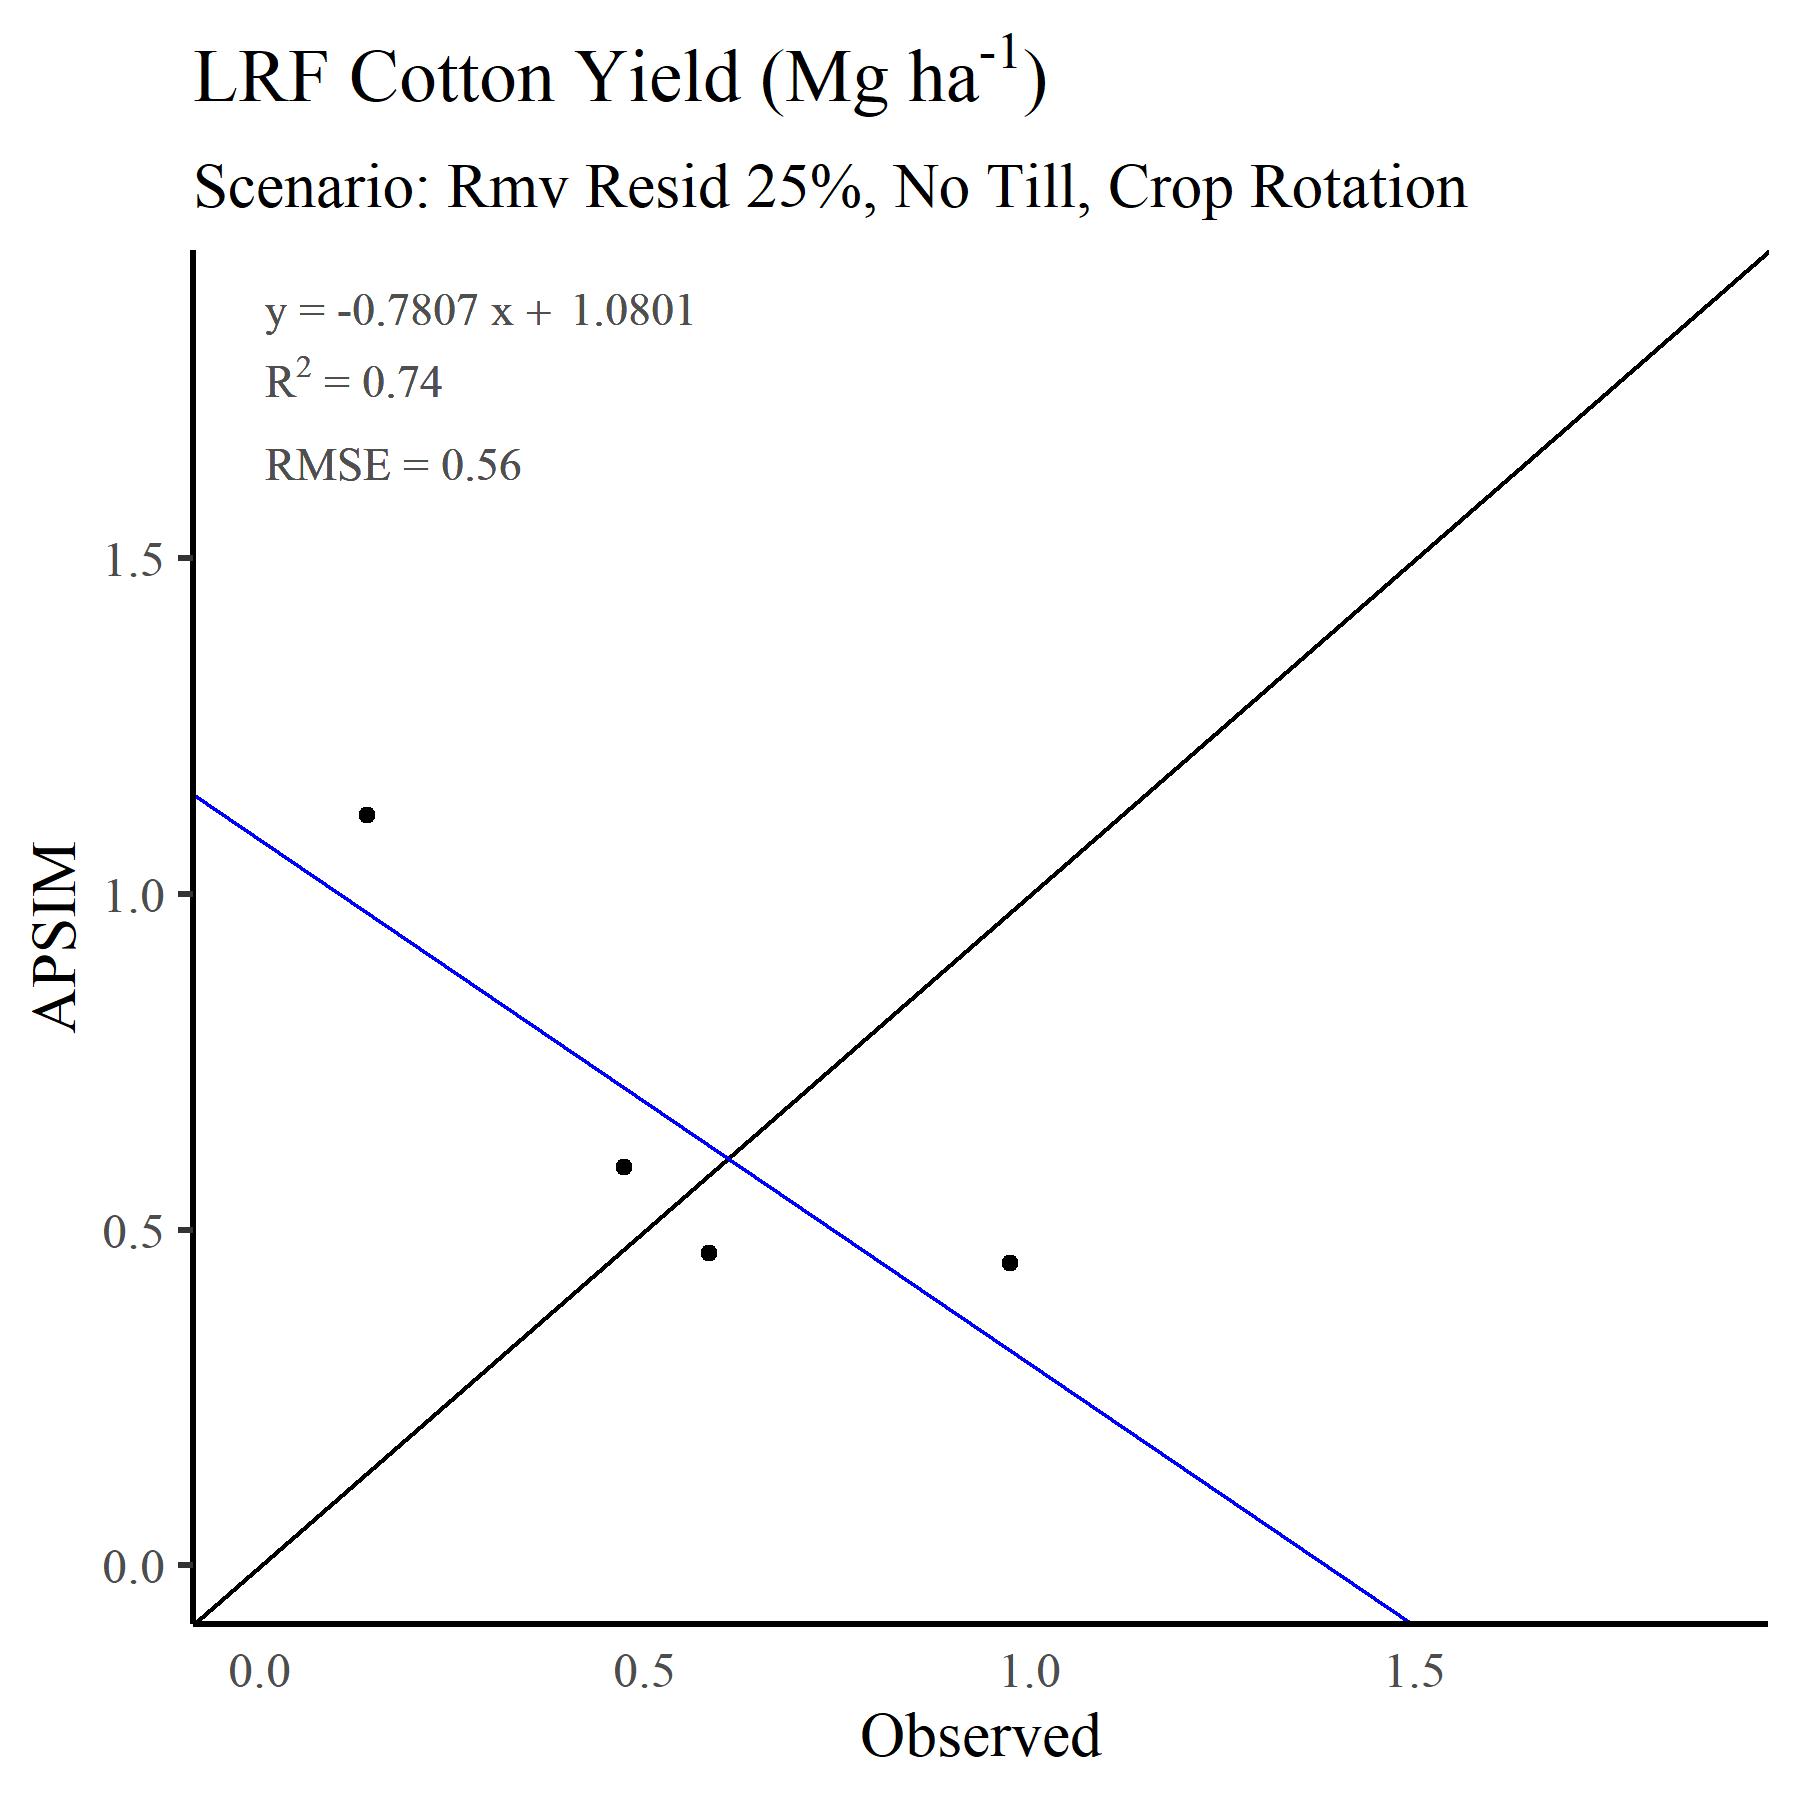 LRF Cotton Yield (Mg ha⁻¹)
Scenario: Rmv Resid 25%, No Till, Crop Rotation
y = -0.7807 x + 1.0801
R² = 0.74
RMSE = 0.56
1.5
1.0
0.5
0.0
APSIM
0.0 0.5 1.0 1.5
Observed